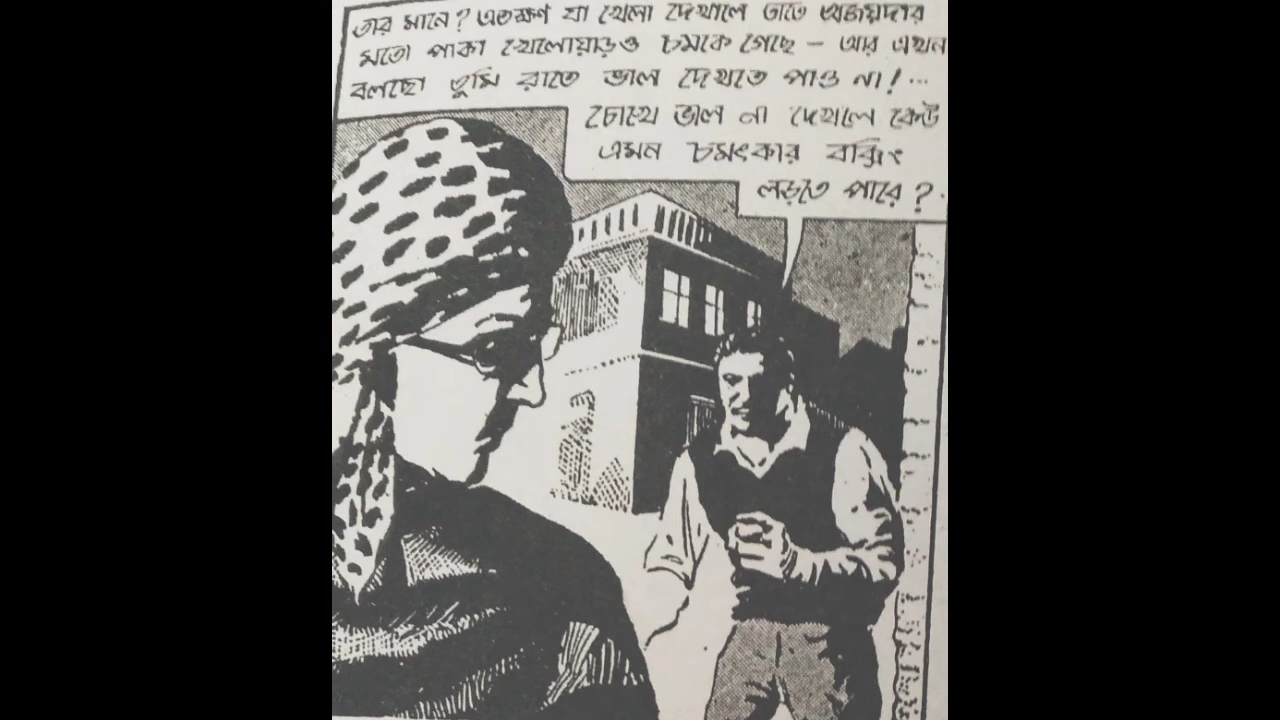 তার মানে? এতক্ষণ যা খেলা দেখালে তাতে অজয়দার
মতো পাকা খেলোয়াড়ও চমকে গেছে – আর এখন
বলছো তুমি রাতে ভাল দেখতে পাও না!...
চোখে ভাল না দেখলে কেউ
এমন চমৎকার বক্সিং
লড়তে পারে?